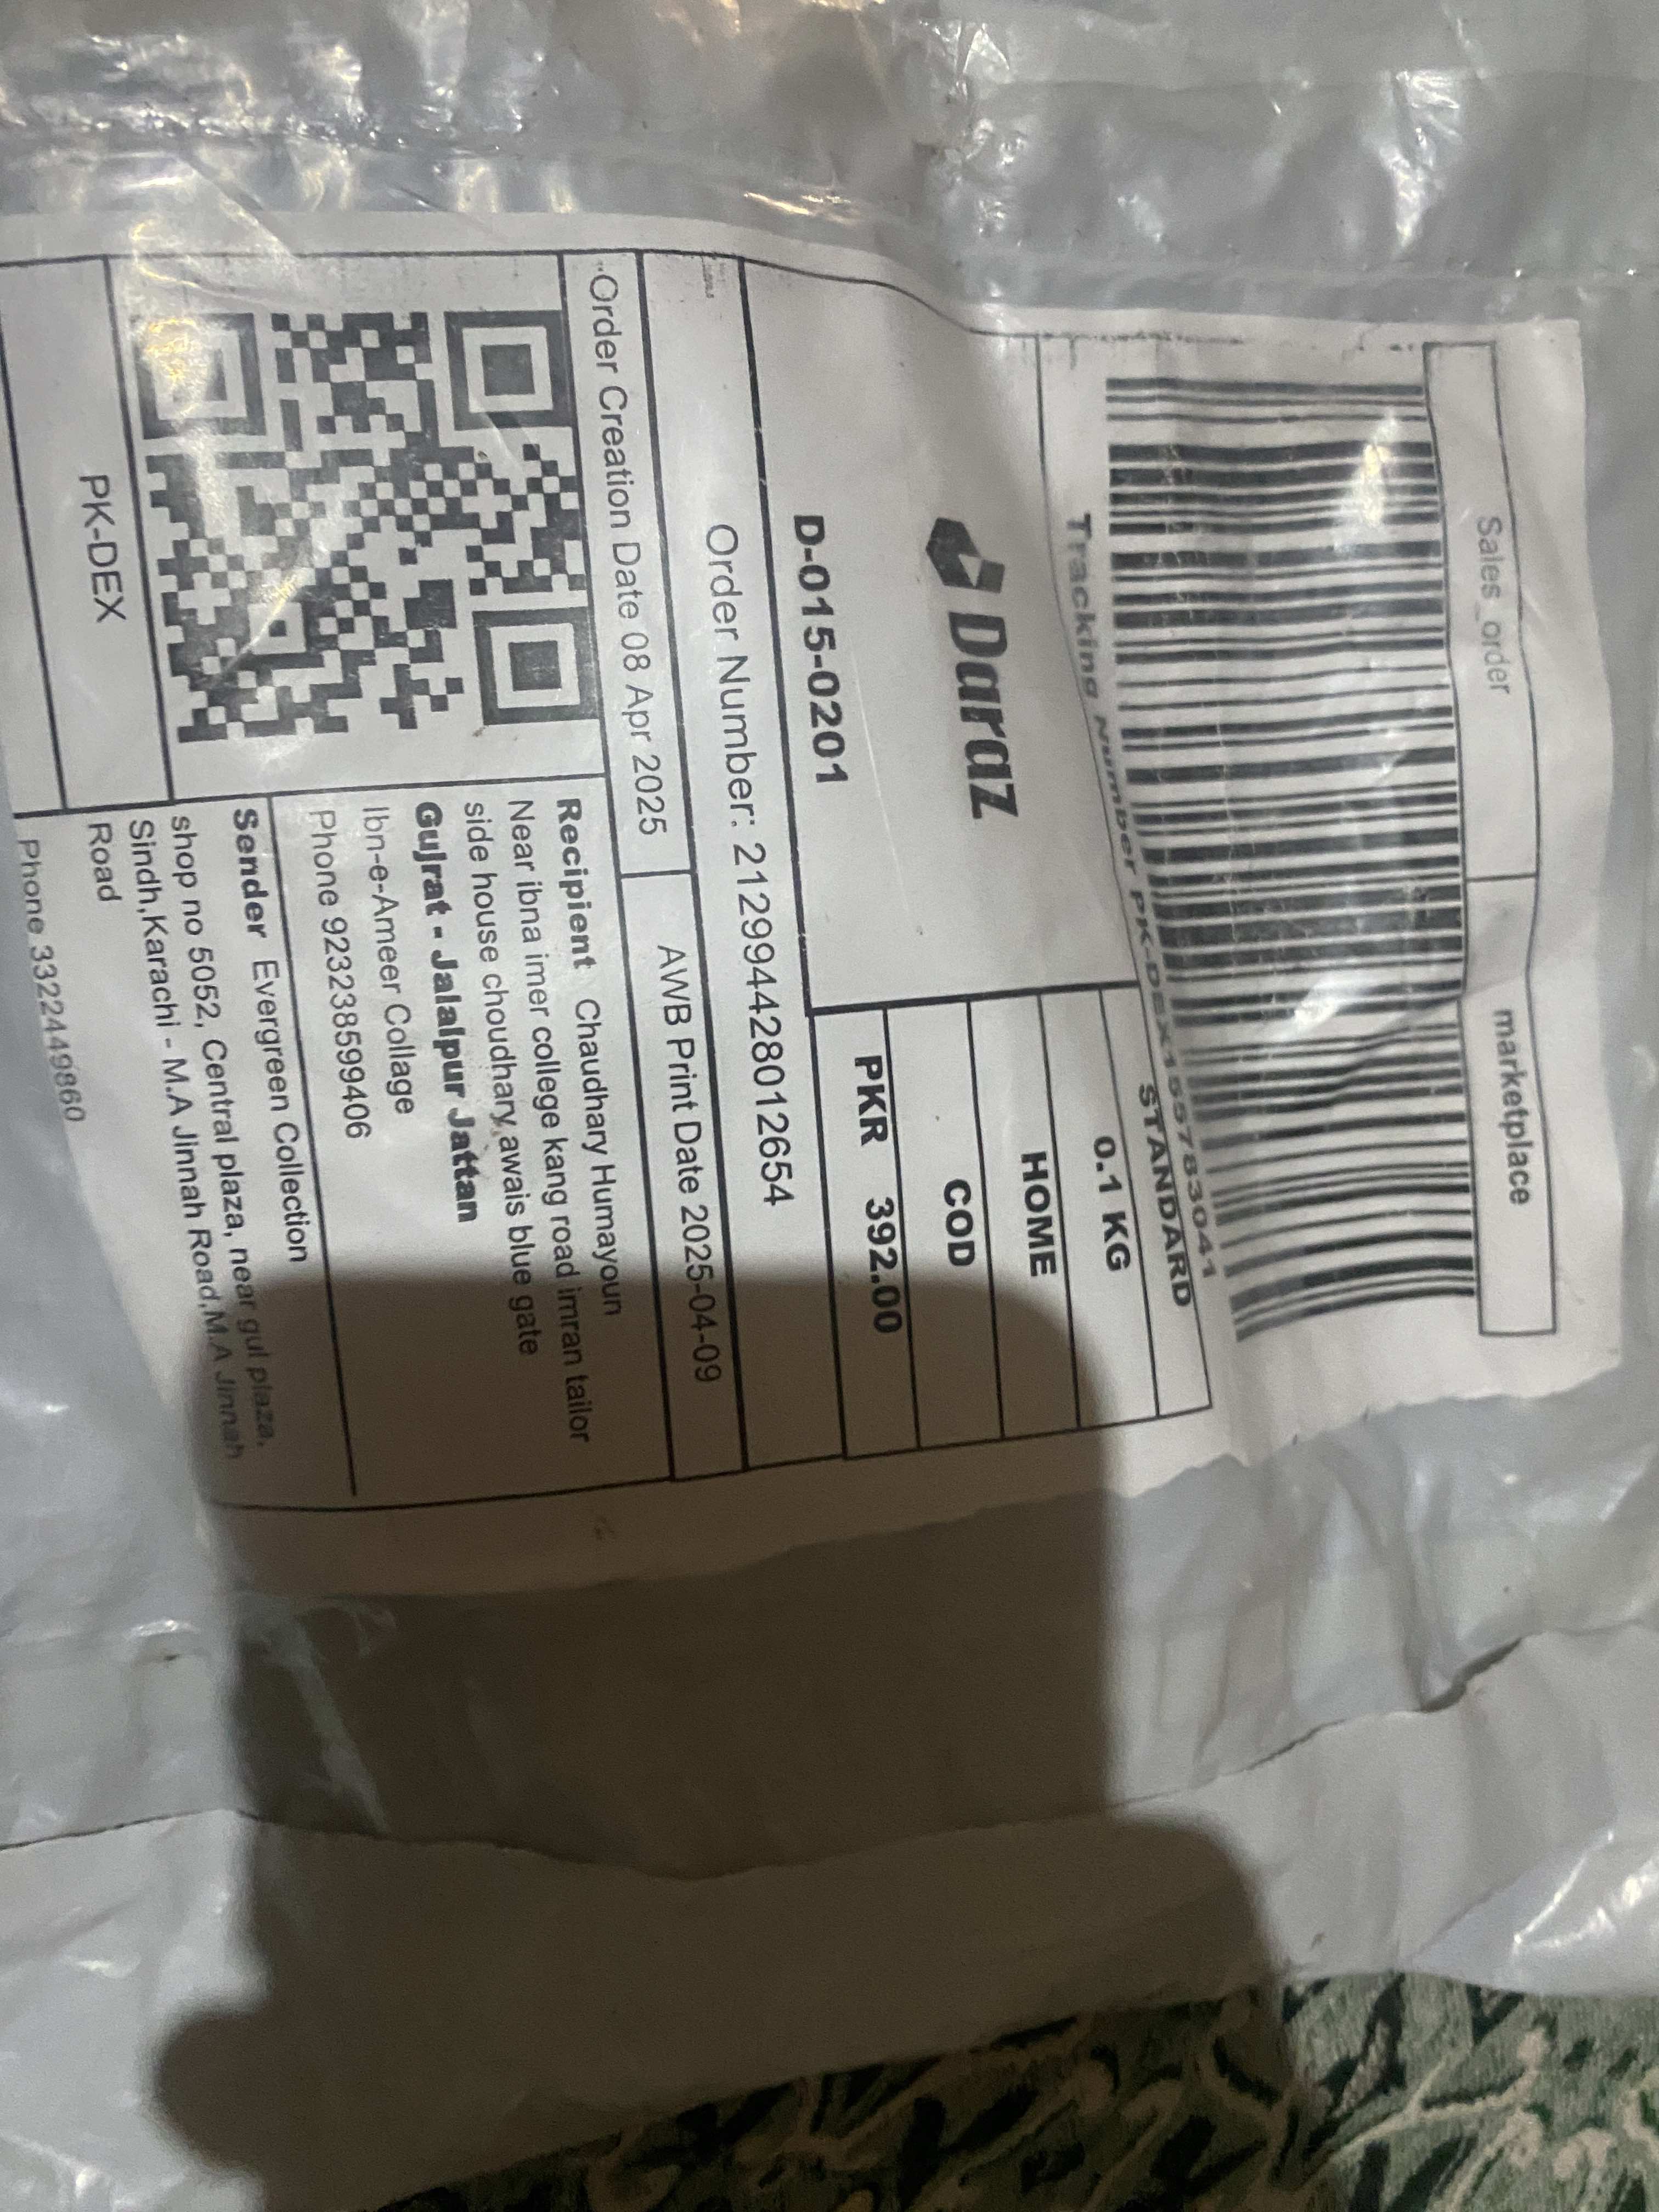 Sales_order
marketplace
Tracking Number PK-DEX155783041
Daraz
STANDARD
0.1 KG
HOME
COD
D-015-0201
PKR 392.00
Order Number: 212994428012654
Order Creation Date 08 Apr 2025
AWB Print Date 2025-04-09
Recipient Chaudhary Humayoun
Near ibna imer college kang road imran tailor
side house choudhary awais blue gate
Gujrat - Jalalpur Jattan
Ibn-e-Ameer Collage
Phone 923238599406
Sender Evergreen Collection
shop no 5052, Central plaza, near gul plaza,
Sindh,Karachi - M.A Jinnah Road,M.A Jinnah
Road
PK-DEX
Phone 3322449860